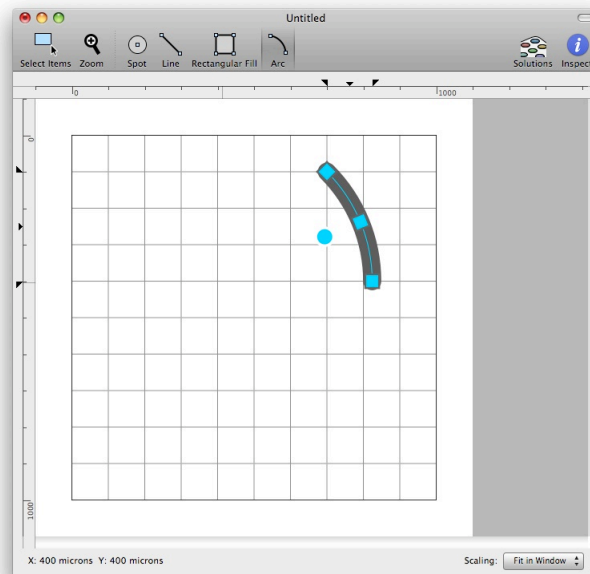 Untitled
Select Items Zoom Spot Line Rectangular Fill Arc Solutions Inspect
0 1000
0
1000
X: 400 microns Y: 400 microns Scaling: Fit in Window